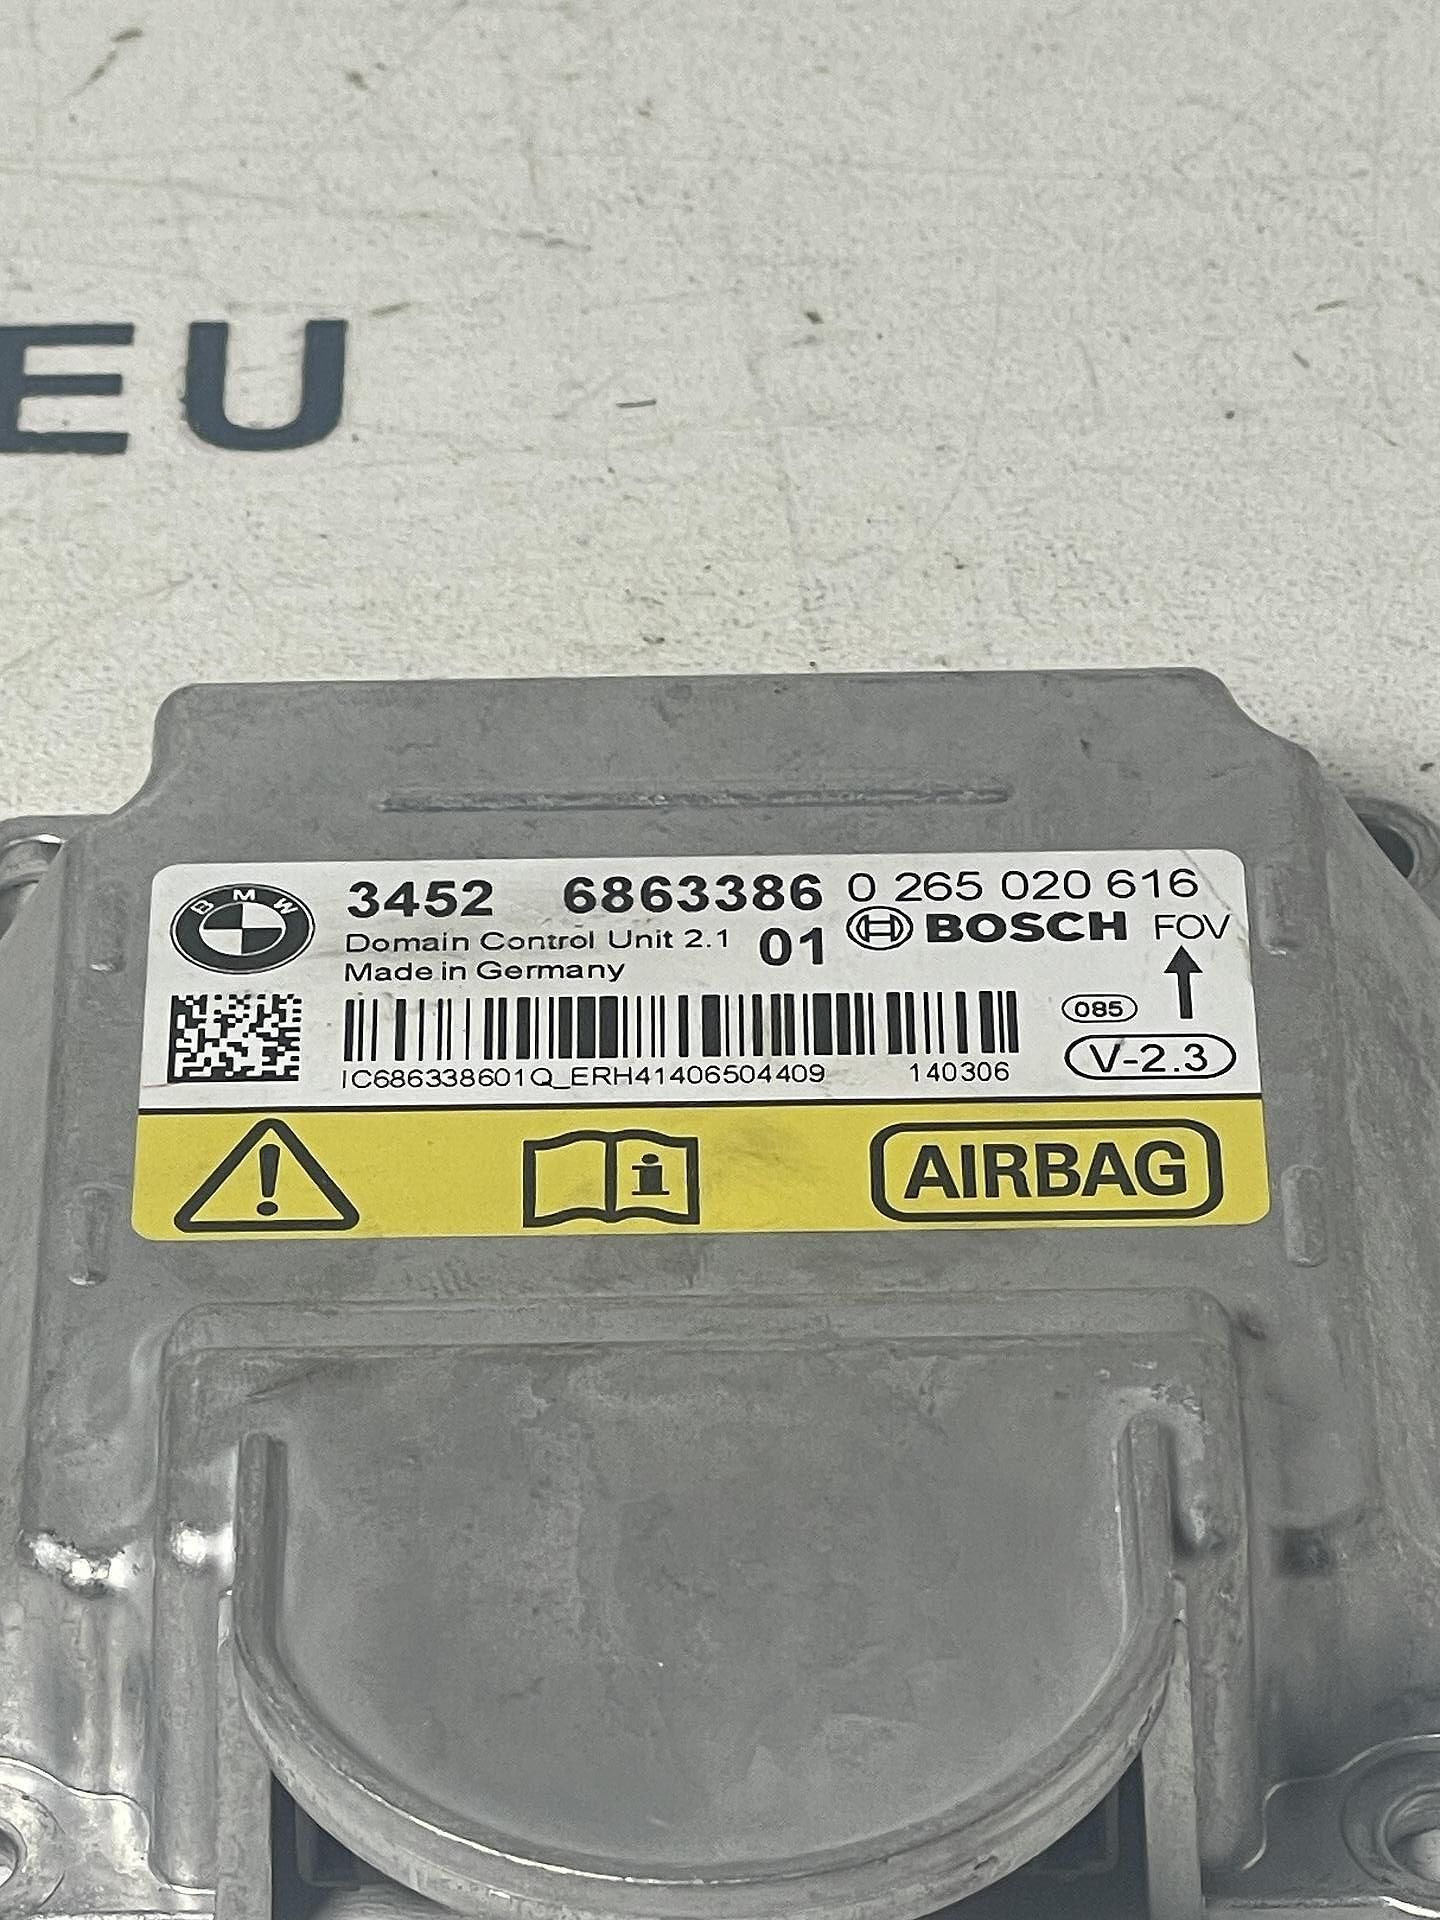 EU
BMW
3452 6863386 0 265 020 616
Domain Control Unit 2.1 01 BOSCH FOV
Made in Germany
085
IC686338601Q_ERH41406504409 140306
V-2.3
! i AIRBAG